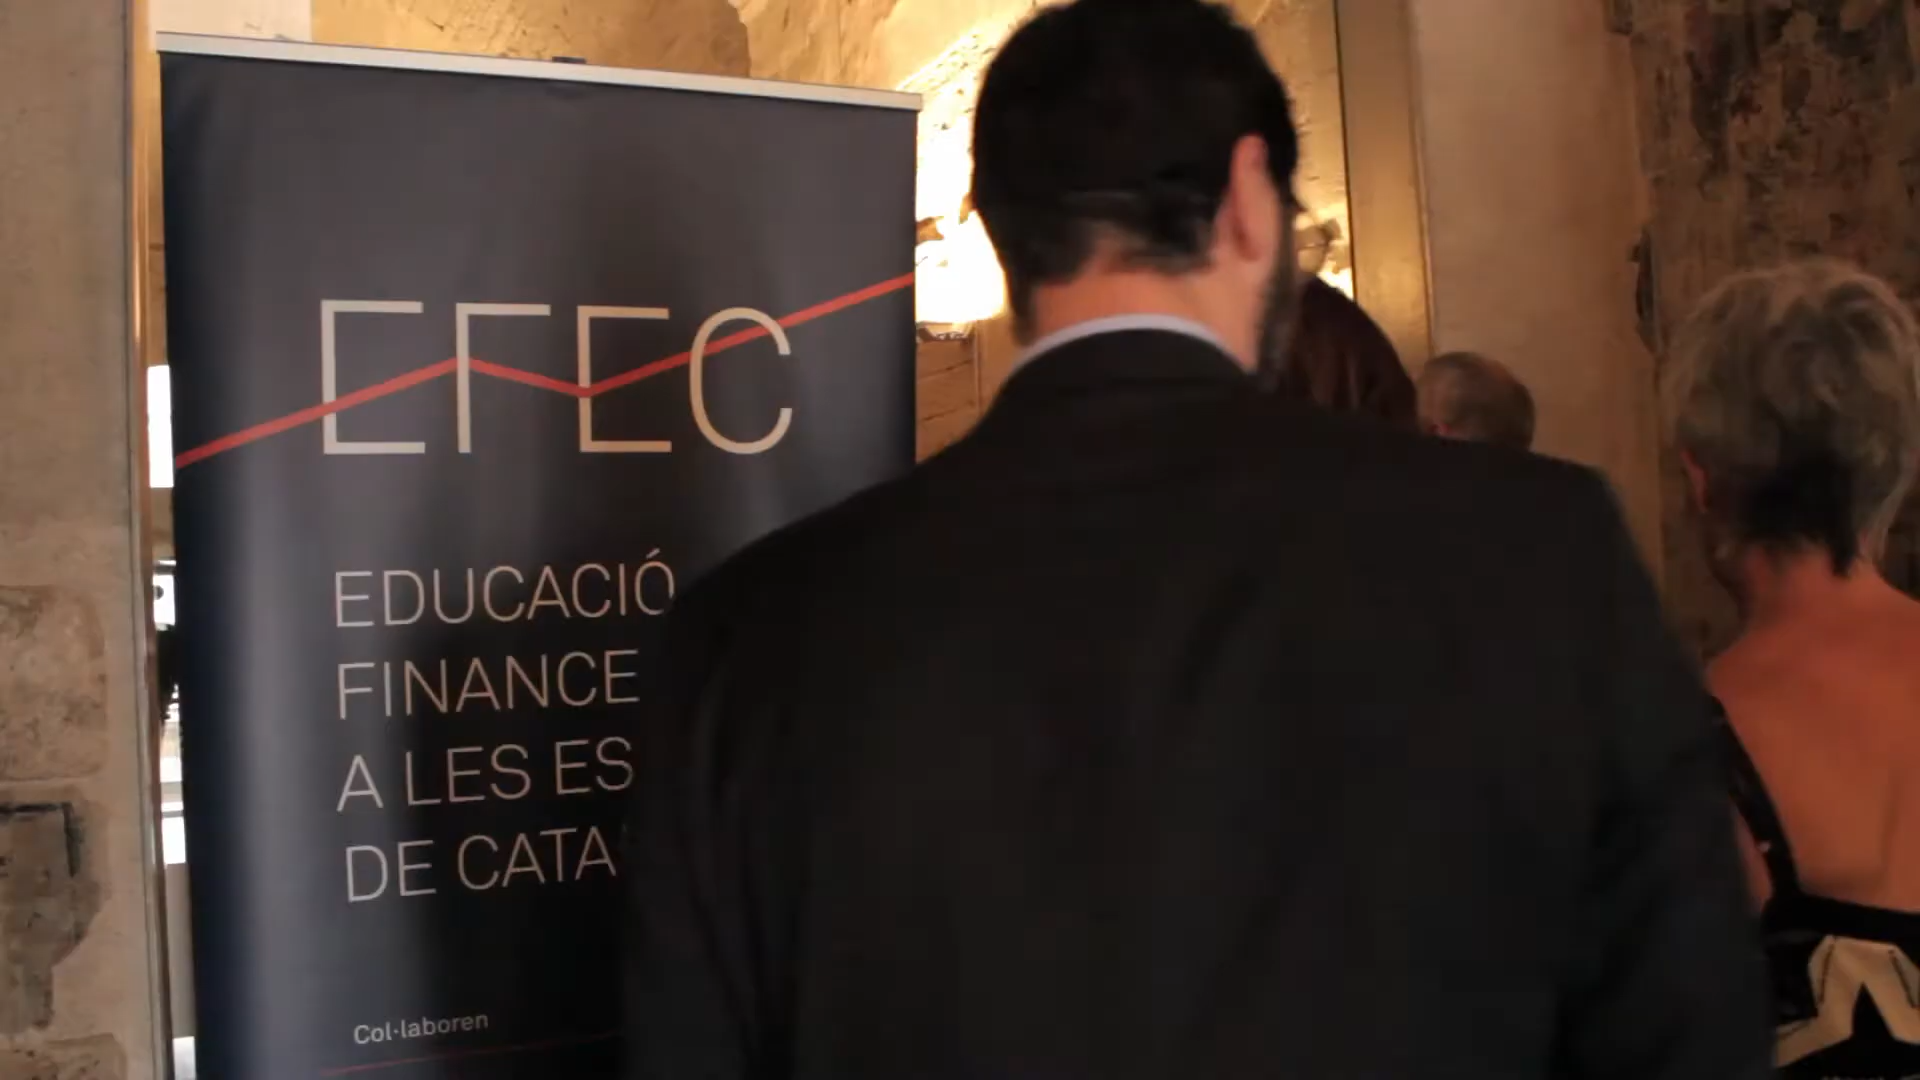 EFEC
EDUCACIÓ
FINANCE
A LES ES
DE CATA
Col·laboren